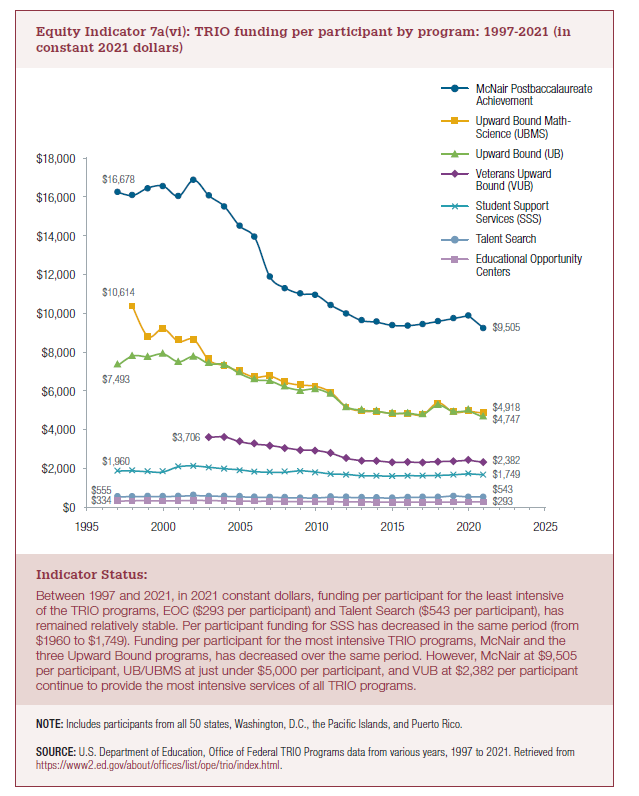 Equity Indicator 7a(vi): TRIO funding per participant by program: 1997-2021 (in
constant 2021 dollars)
McNair Postbaccalaureate
Achievement
Upward Bound Math-
Science (UBMS)
Upward Bound (UB)
Veterans Upward
Bound (VUB)
Student Support
Services (SSS)
Talent Search
Educational Opportunity
Centers
$18,000
$16,000
$14,000
$12,000
$10,000
$8,000
$6,000
$4,000
$2,000
$0
$16,678
$10,614
$7,493
$3,706
$1,960
$555
$334
$9,505
$4,918
$4,747
$2,382
$1,749
$543
$293
1995
2000
2005
2010
2015
2020
2025
Indicator Status:
Between 1997 and 2021, in 2021 constant dollars, funding per participant for the least intensive
of the TRIO programs, EOC ($293 per participant) and Talent Search ($543 per participant), has
remained relatively stable. Per participant funding for SSS has decreased in the same period (from
$1960 to $1,749). Funding per participant for the most intensive TRIO programs, McNair and the
three Upward Bound programs, has decreased over the same period. However, McNair at $9,505
per participant, UB/UBMS at just under $5,000 per participant, and VUB at $2,382 per participant
continue to provide the most intensive services of all TRIO programs.
NOTE: Includes participants from all 50 states, Washington, D.C., the Pacific Islands, and Puerto Rico.
SOURCE: U.S. Department of Education, Office of Federal TRIO Programs data from various years, 1997 to 2021. Retrieved from
https://www2.ed.gov/about/offices/list/ope/trio/index.html.